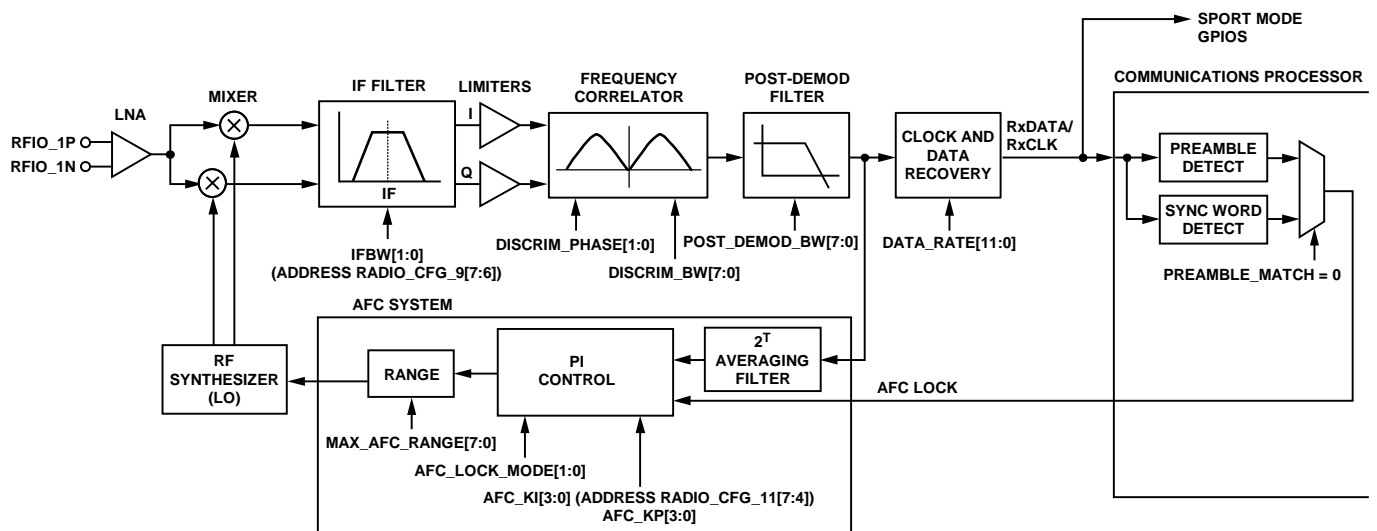 SPORT MODE
GPIOS
COMMUNICATIONS PROCESSOR
LNA
MIXER
IF FILTER
LIMITERS
FREQUENCY
CORRELATOR
POST-DEMOD
FILTER
RFIO_1P
RFIO_1N
IF
I
Q
CLOCK AND
DATA
RECOVERY
RxDATA/
RxCLK
PREAMBLE
DETECT
SYNC WORD
DETECT
IFBW[1:0]
(ADDRESS RADIO_CFG_9[7:6])
DISCRIM_PHASE[1:0]
DISCRIM_BW[7:0]
POST_DEMOD_BW[7:0]
DATA_RATE[11:0]
PREAMBLE_MATCH = 0
AFC SYSTEM
RF
SYNTHESIZER
(LO)
RANGE
PI
CONTROL
2T
AVERAGING
FILTER
AFC LOCK
MAX_AFC_RANGE[7:0]
AFC_LOCK_MODE[1:0]
AFC_KI[3:0] (ADDRESS RADIO_CFG_11[7:4])
AFC_KP[3:0]